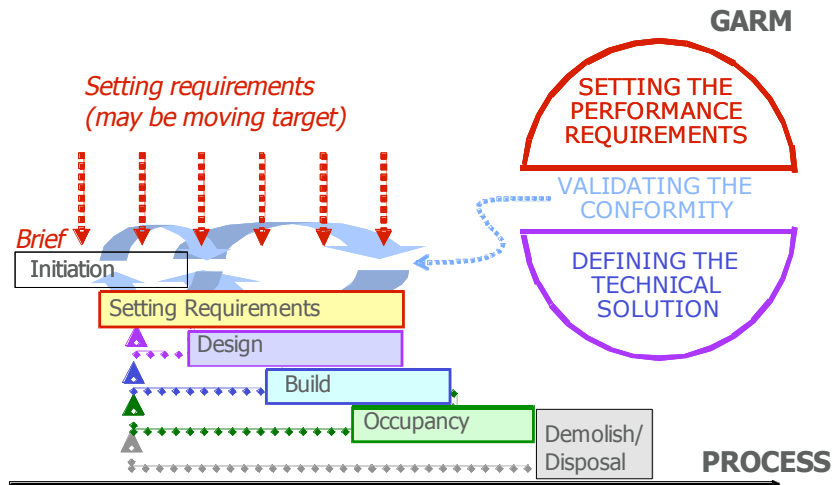 GARM
Setting requirements
(may be moving target)
SETTING THE
PERFORMANCE
REQUIREMENTS
VALIDATING THE
CONFORMITY
DEFINING THE
TECHNICAL
SOLUTION
Brief
Initiation
Setting Requirements
Design
Build
Occupancy
Demolish/
Disposal
PROCESS